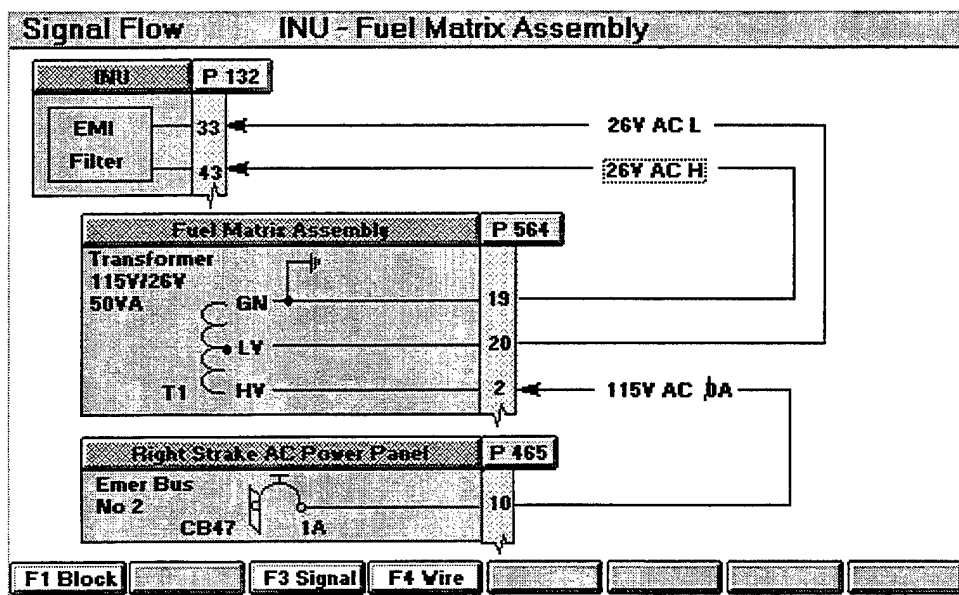 Signal Flow INU - Fuel Matrix Assembly
INU P 132
EMI Filter
33
43
26V AC L
26V AC H
Fuel Matrix Assembly P 564
Transformer
115V/26V
50VA
GN
LV
T1 HV
19
20
2
115V AC 0A
Right Strake AC Power Panel P 465
Emer Bus
No 2
CB47 1A
10
F1 Block F3 Signal F4 Wire